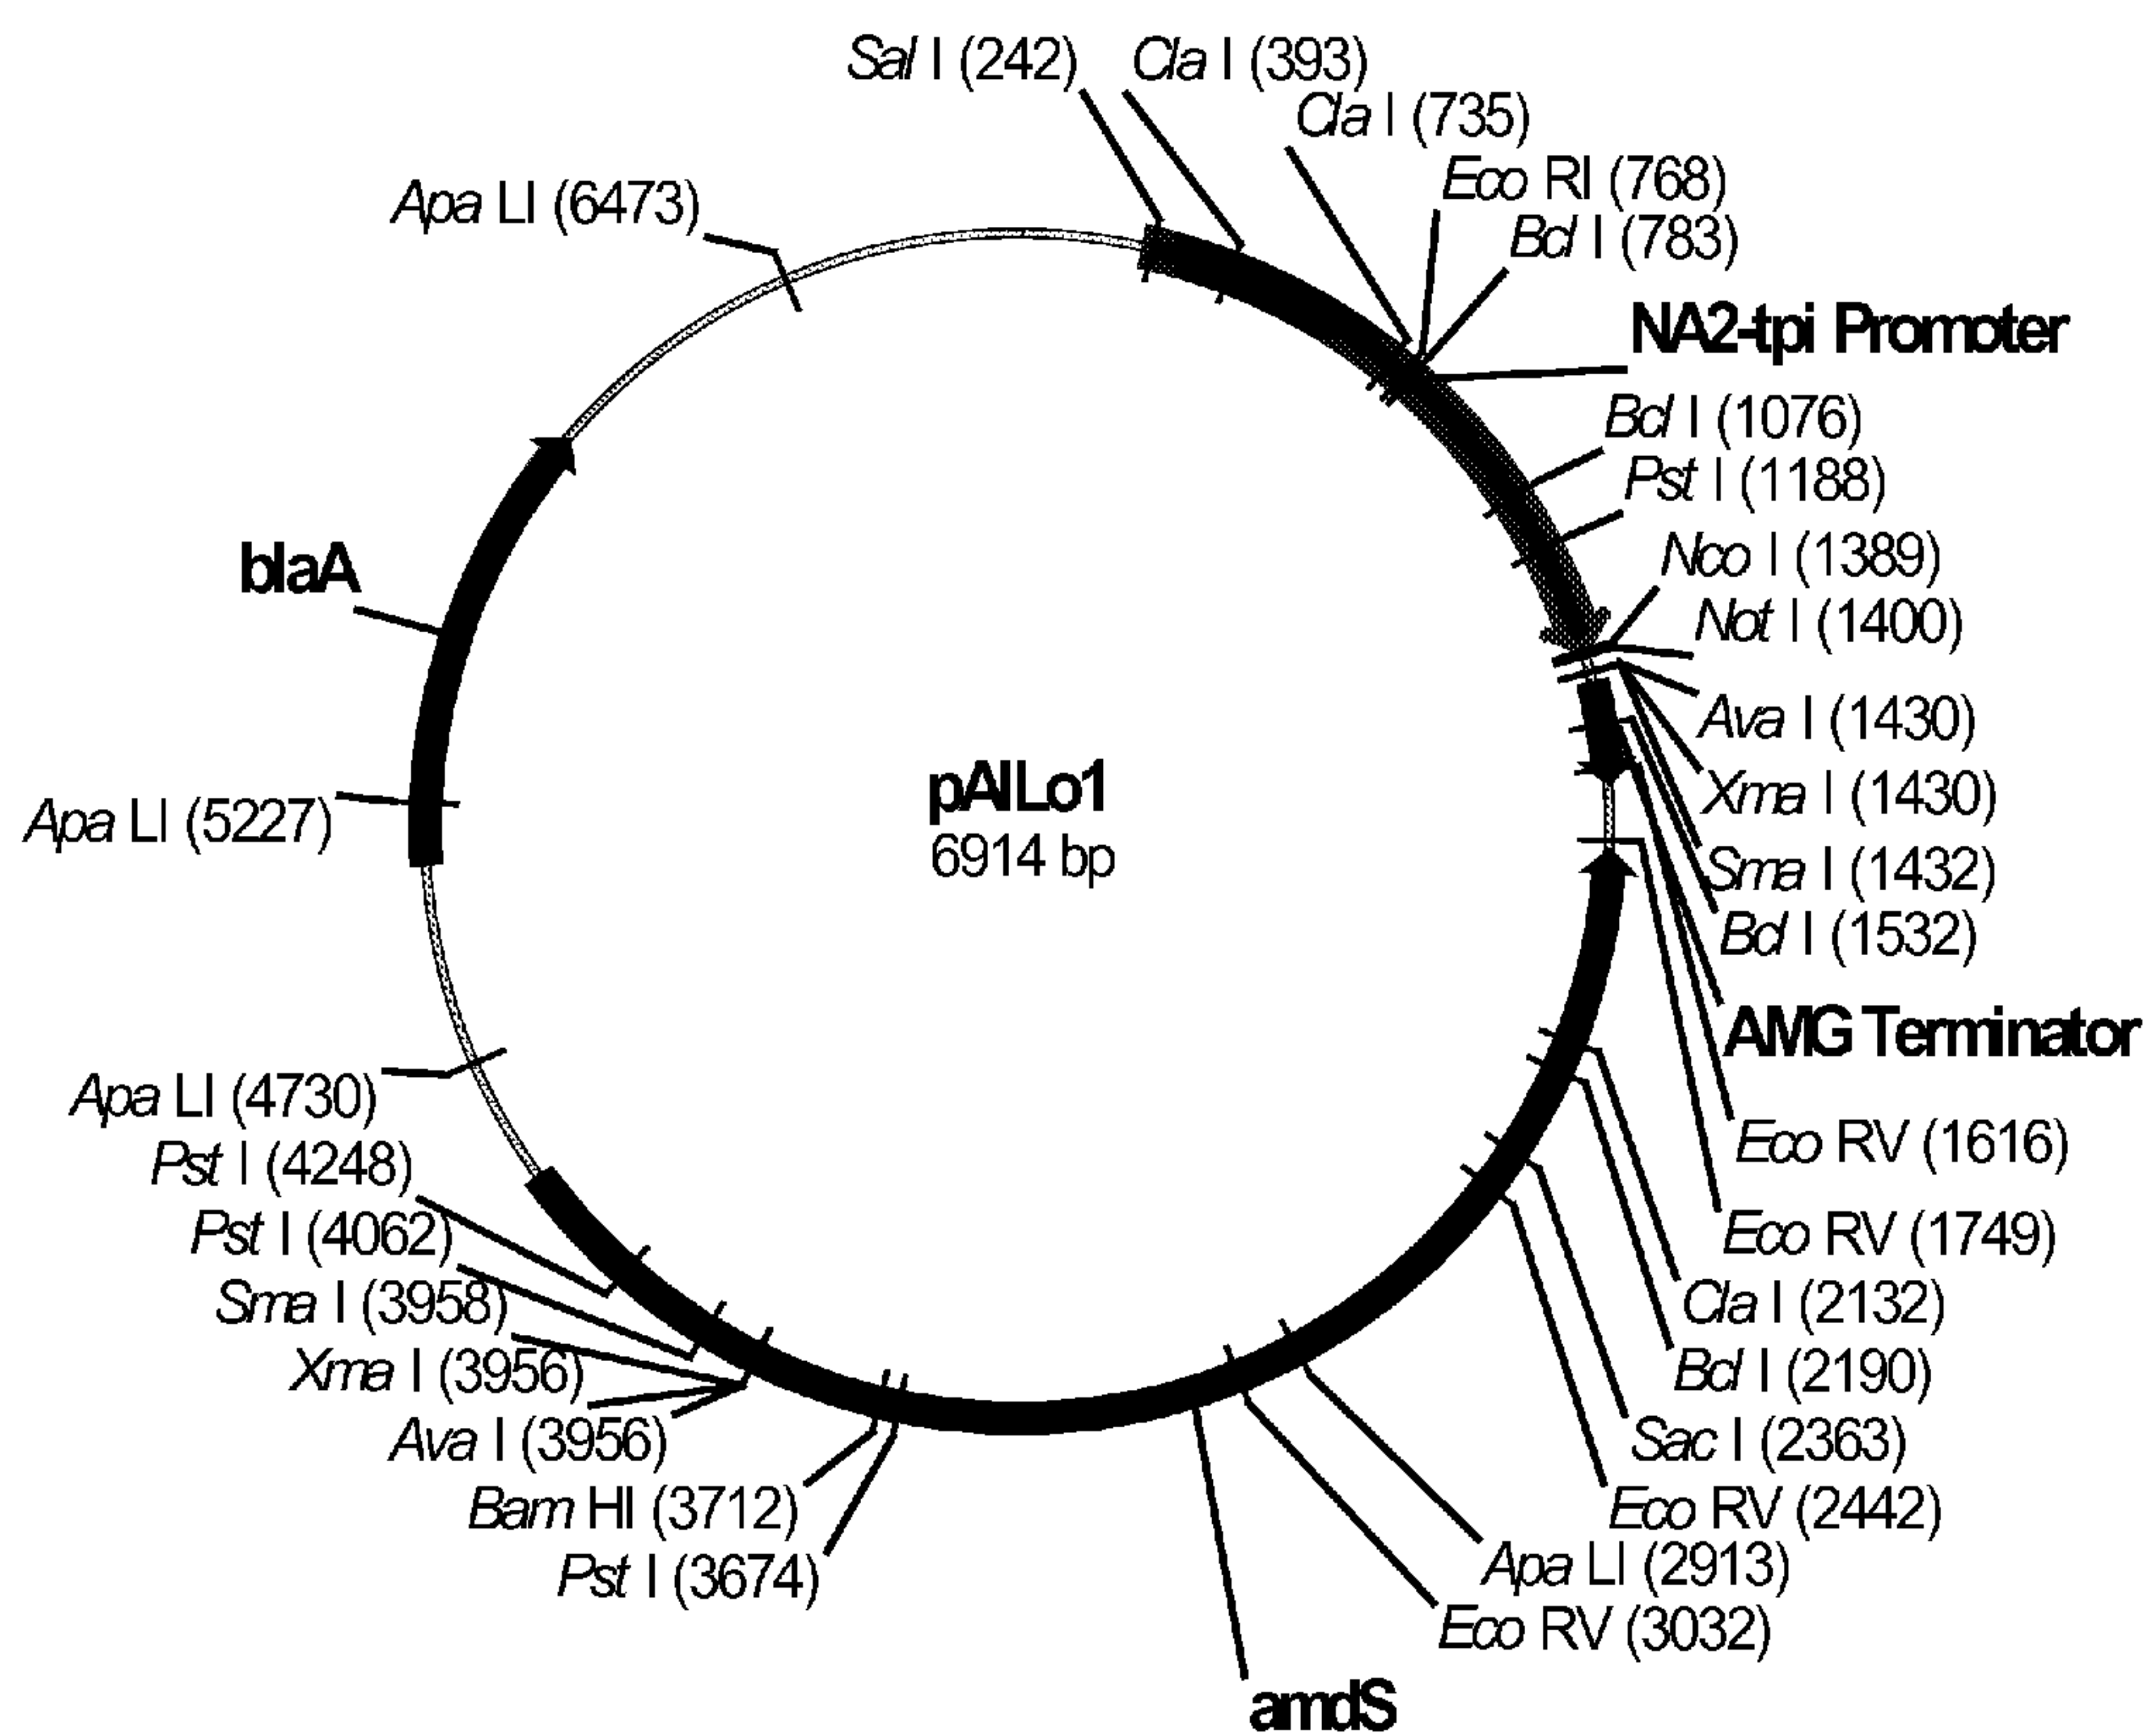 Sal I (242)
Cla I (393)
Cla I (735)
Eco RI (768)
Bcl I (783)
NA2-tpi Promoter
Bcl I (1076)
Pst I (1188)
Nco I (1389)
Not I (1400)
Ava I (1430)
Xma I (1430)
Sma I (1432)
Bcl I (1532)
AMG Terminator
Eco RV (1616)
Eco RV (1749)
Cla I (2132)
Bcl I (2190)
Sac I (2363)
Eco RV (2442)
Apa LI (2913)
Eco RV (3032)
amdS
Pst I (3674)
Bam HI (3712)
Ava I (3956)
Xma I (3956)
Sma I (3958)
Pst I (4062)
Pst I (4248)
Apa LI (4730)
Apa LI (5227)
blaA
Apa LI (6473)
pAlLo1
6914 bp